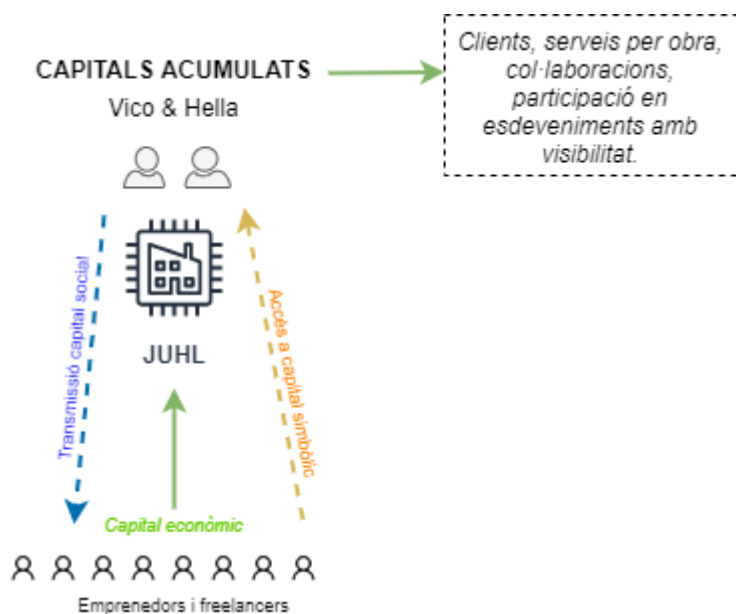 CAPITALS ACUMULATS
Vico & Hella
Clients, serveis per obra,
col·laboracions,
participació en
esdeveniments amb
visibilitat.
Transmissió capital social
Accés a capital simbòlic
JUHL
Capital econòmic
Emprenedors i freelancers